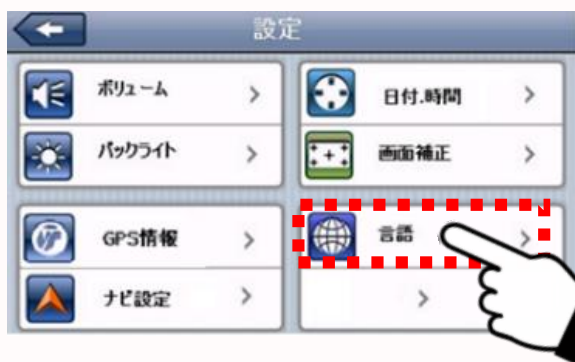 設定
ボリューム
日付.時間
バックライト
画面補正
GPS情報
言語
ナビ設定